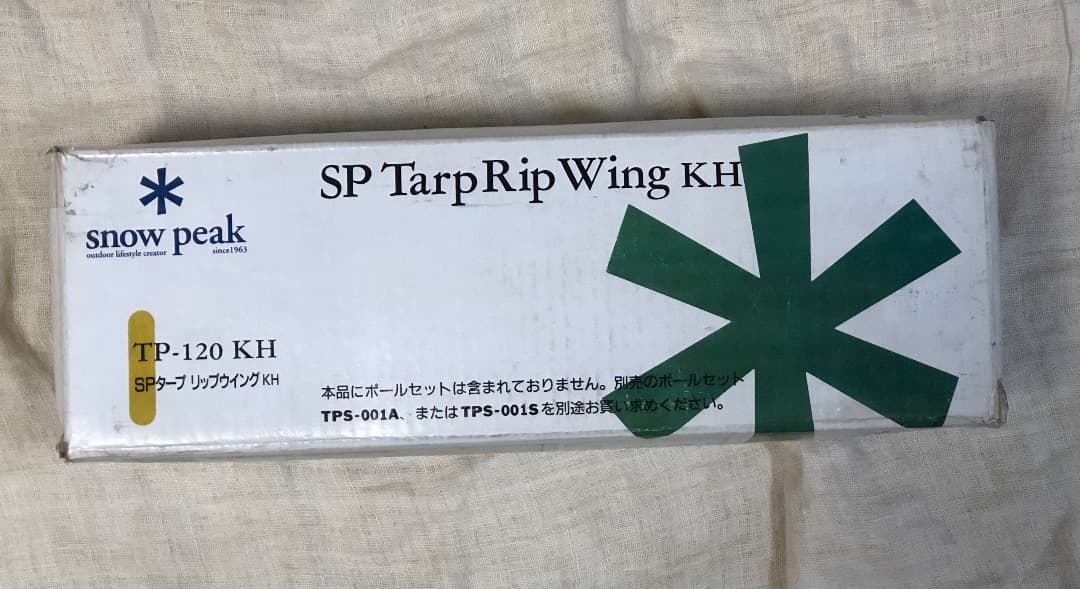 SP Tarp Rip Wing KH
snow peak
outdoor lifestyle creator since1963
TP-120 KH
SPタープ リップウイング KH
本品にポールセットは含まれておりません。別売のポールセット
TPS-001A、またはTPS-001Sを別途お買い求めください。